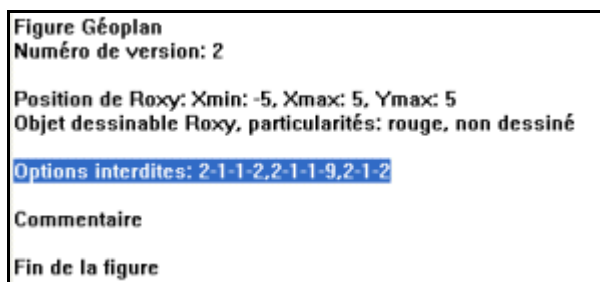 Figure Géoplan
Numéro de version: 2
Position de Roxy: Xmin: -5, Xmax: 5, Ymax: 5
Objet dessinable Roxy, particularités: rouge, non dessiné
Options interdites: 2-1-1-2,2-1-1-9,2-1-2
Commentaire
Fin de la figure